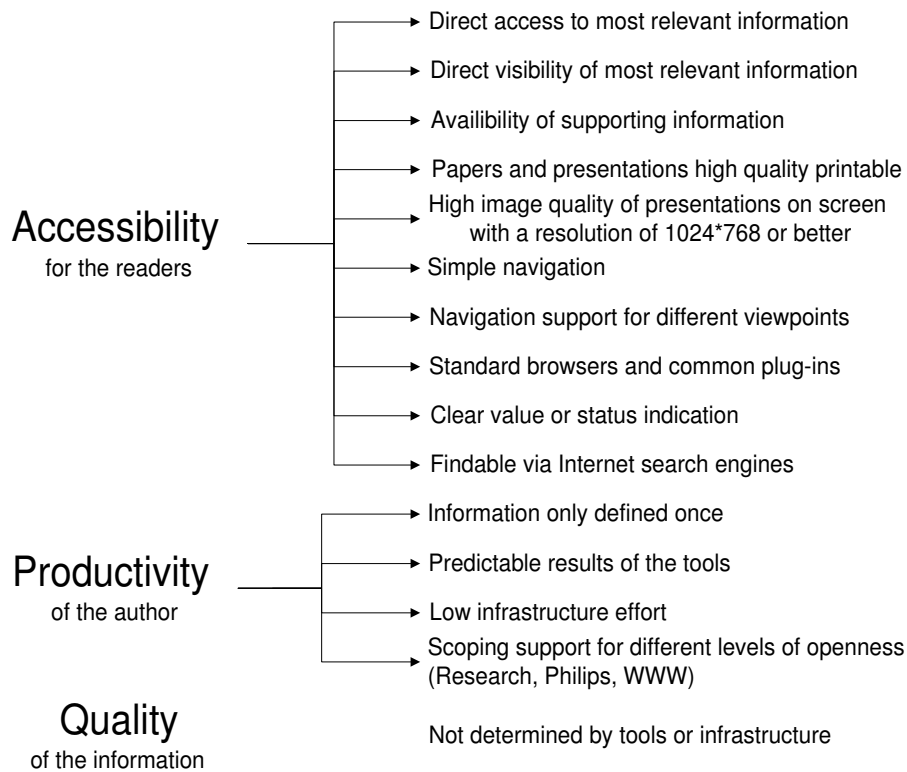 Direct access to most relevant information
Direct visibility of most relevant information
Availibility of supporting information
Papers and presentations high quality printable
Accessibility
for the readers
High image quality of presentations on screen
with a resolution of 1024*768 or better
Simple navigation
Navigation support for different viewpoints
Standard browsers and common plug-ins
Clear value or status indication
Findable via Internet search engines
Information only defined once
Productivity
of the author
Predictable results of the tools
Low infrastructure effort
Scoping support for different levels of openness
(Research, Philips, WWW)
Quality
of the information
Not determined by tools or infrastructure